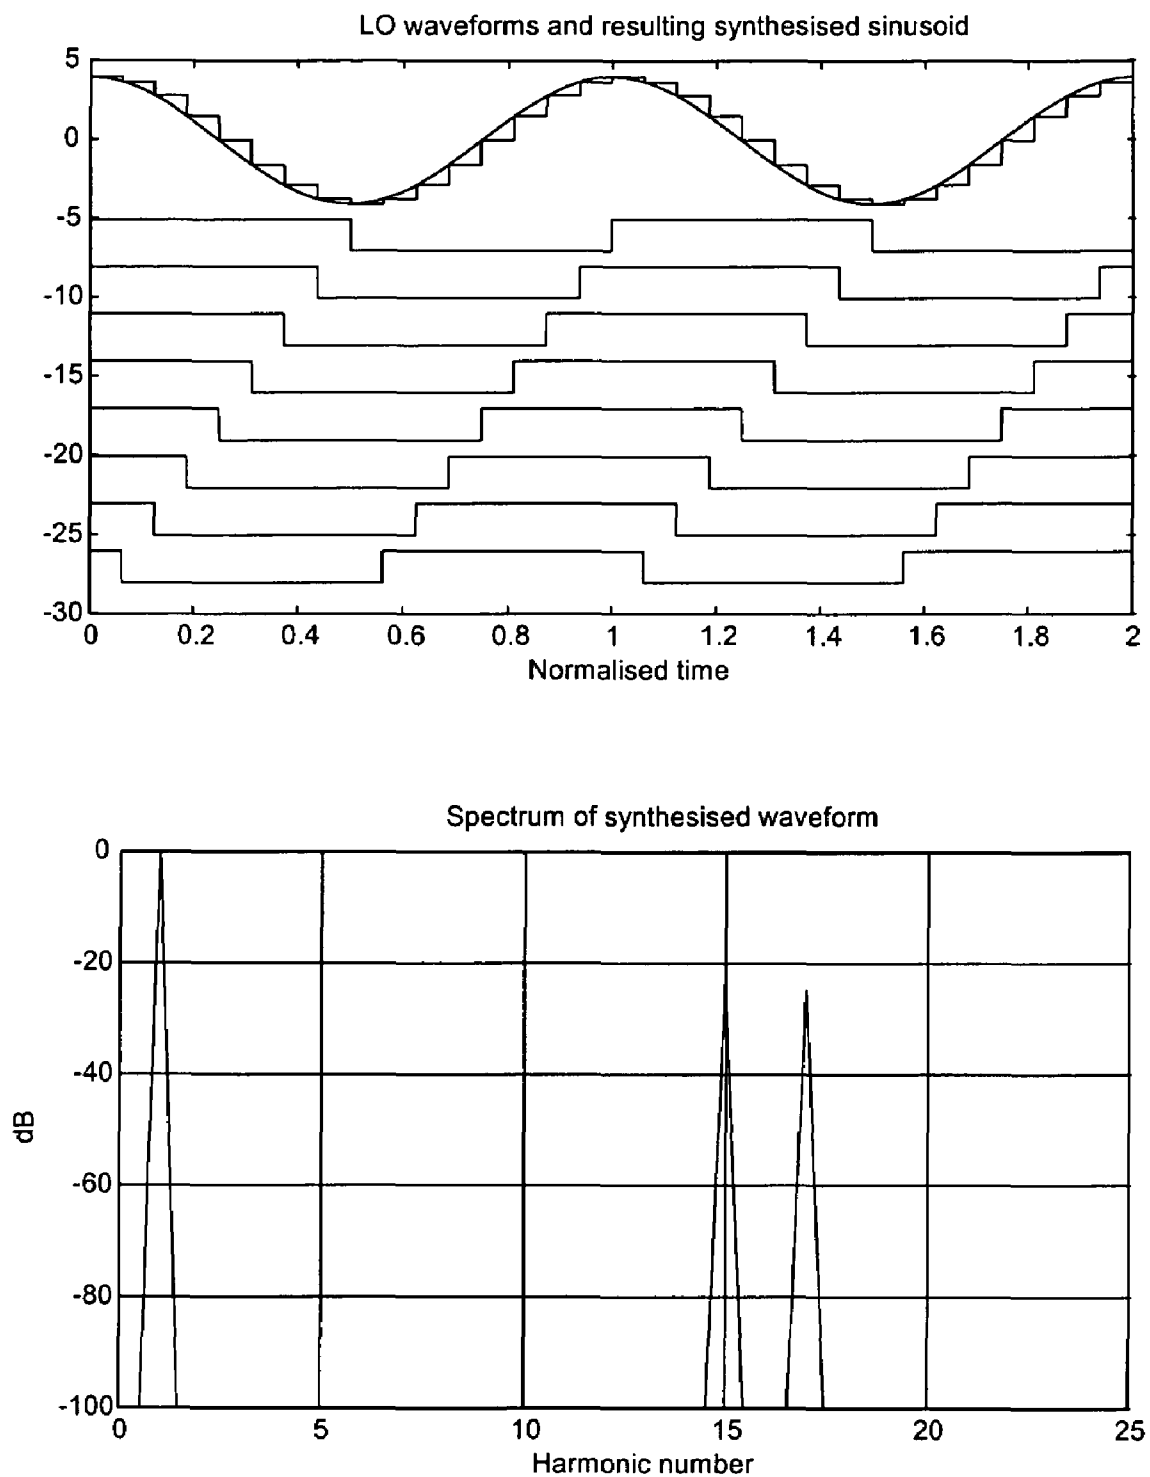 LO waveforms and resulting synthesised sinusoid
5
0
-5
-10
-15
-20
-25
-30
0 0.2 0.4 0.6 0.8 1 1.2 1.4 1.6 1.8 2
Normalised time
Spectrum of synthesised waveform
0
-20
-40
-60
-80
-100
dB
0 5 10 15 20 25
Harmonic number